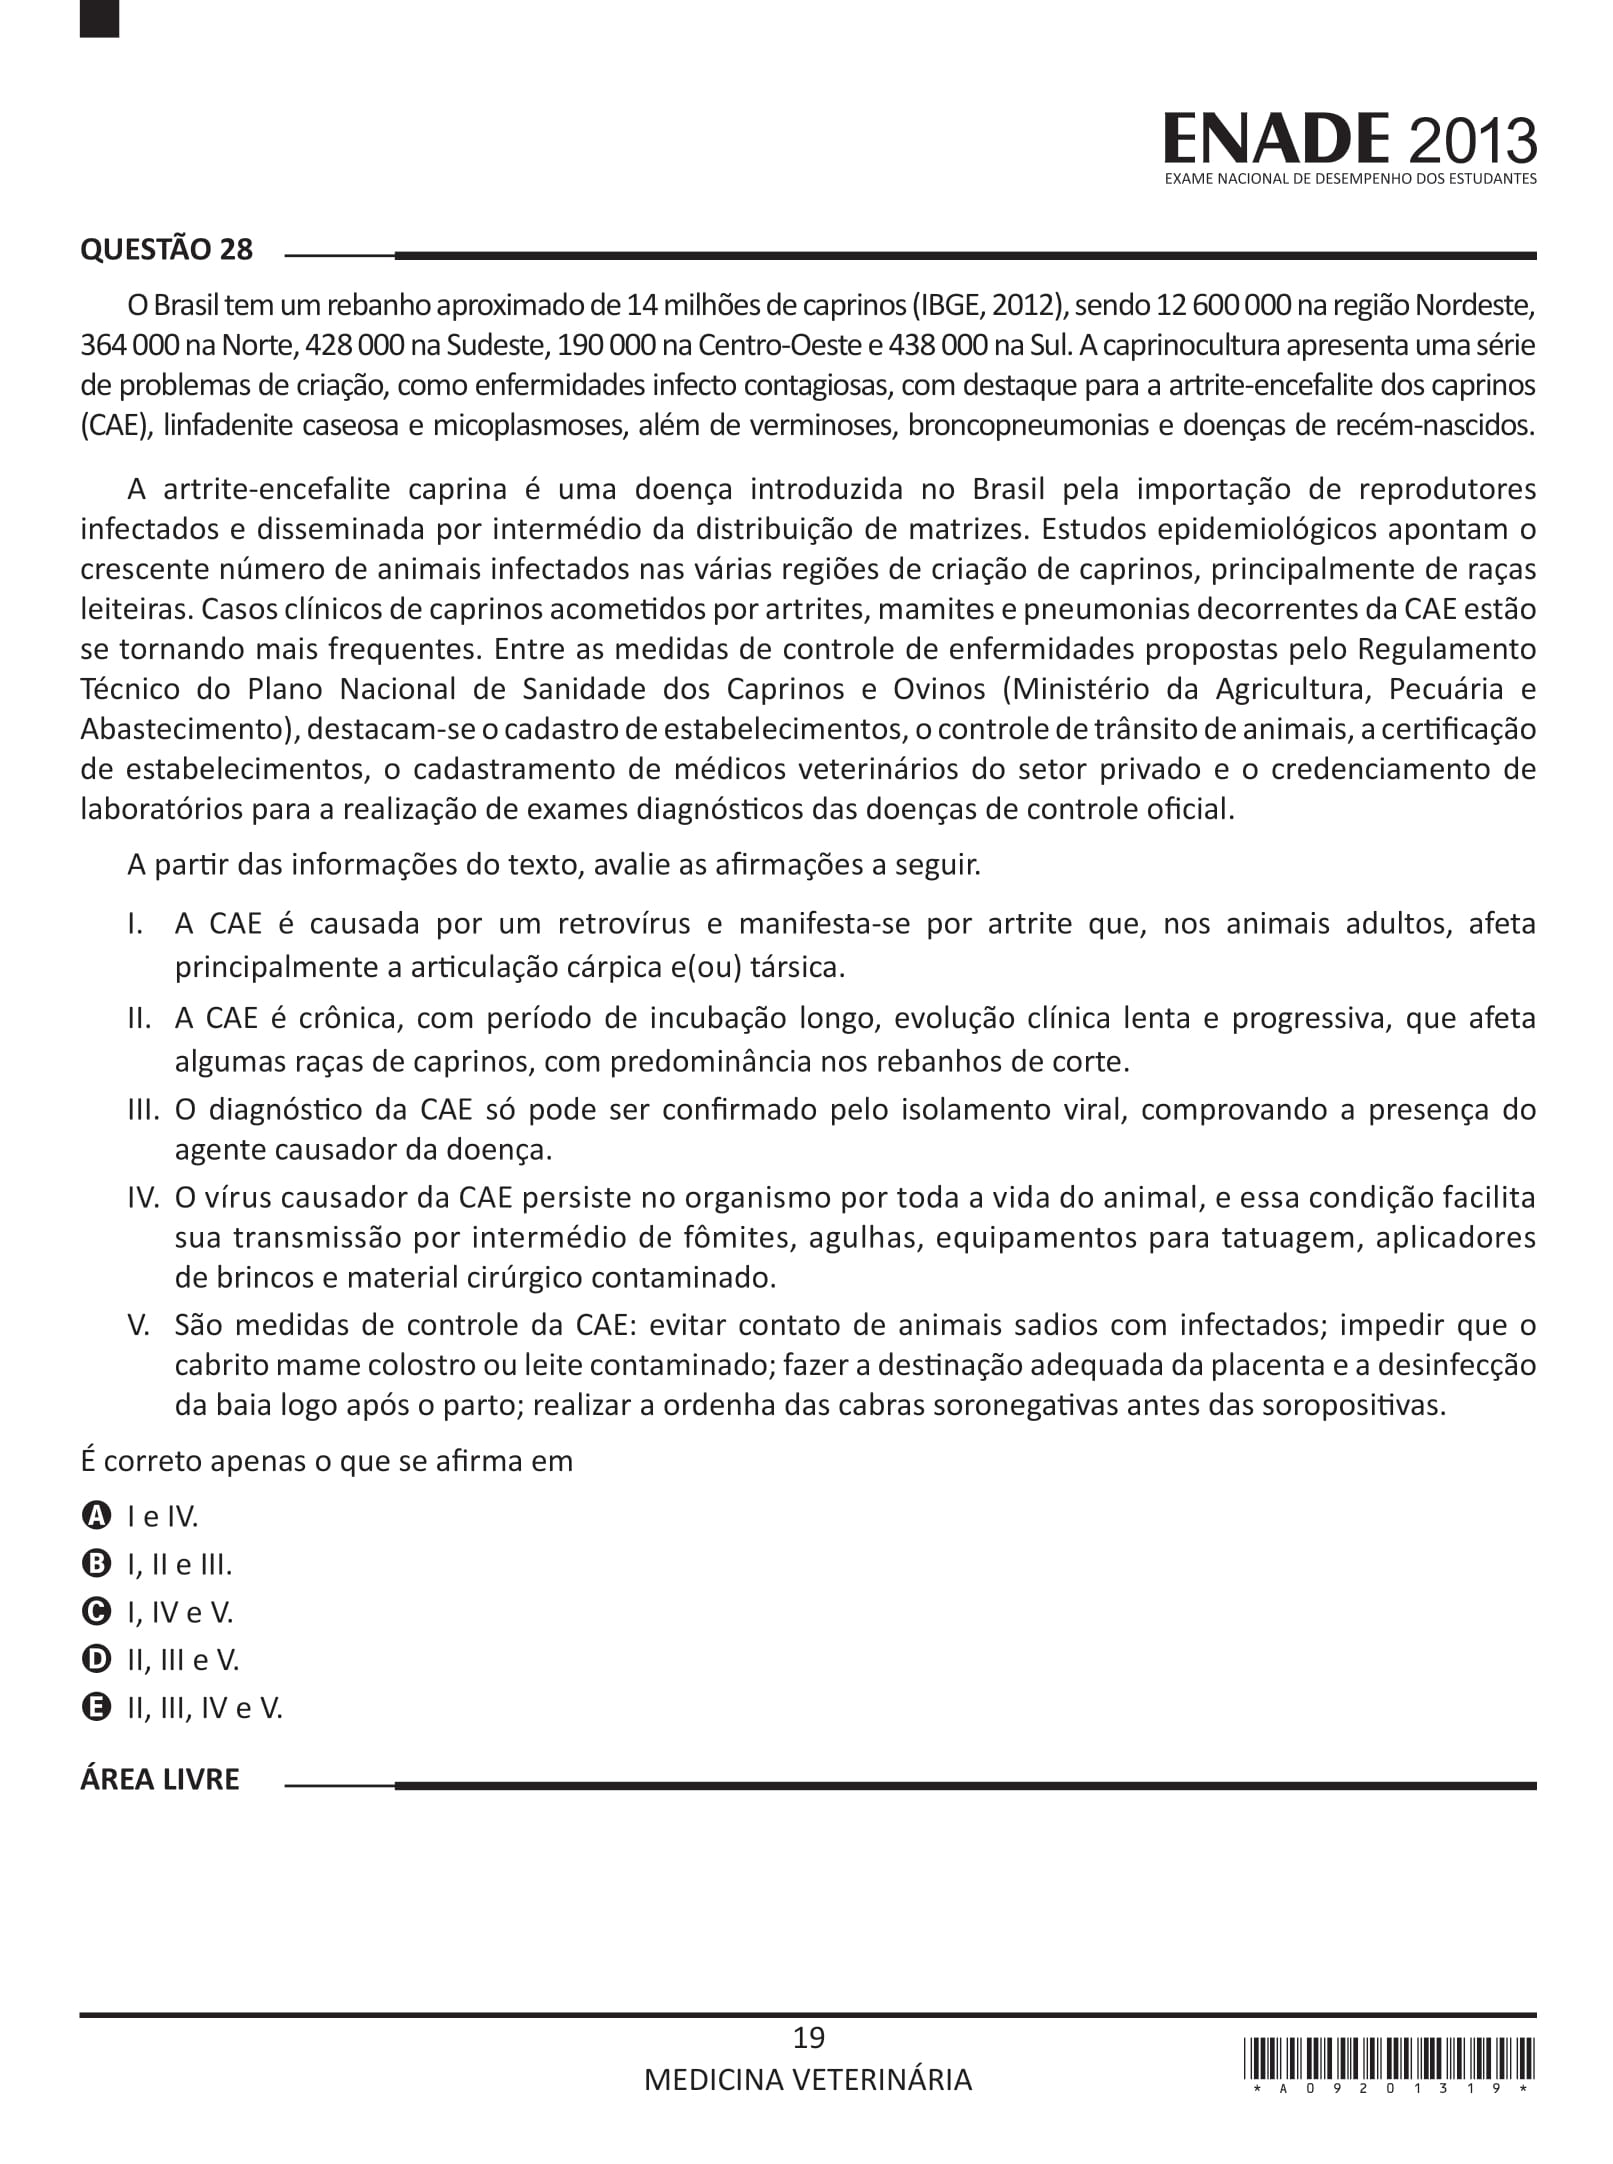 ENADE 2013
EXAME NACIONAL DE DESEMPENHO DOS ESTUDANTES
QUESTÃO 28
O Brasil tem um rebanho aproximado de 14 milhões de caprinos (IBGE, 2012), sendo 12 600 000 na região Nordeste,
364 000 na Norte, 428 000 na Sudeste, 190 000 na Centro-Oeste e 438 000 na Sul. A caprinocultura apresenta uma série
de problemas de criação, como enfermidades infecto contagiosas, com destaque para a artrite-encefalite dos caprinos
(CAE), linfadenite caseosa e micoplasmoses, além de verminoses, broncopneumonias e doenças de recém-nascidos.
A artrite-encefalite caprina é uma doença introduzida no Brasil pela importação de reprodutores
infectados e disseminada por intermédio da distribuição de matrizes. Estudos epidemiológicos apontam o
crescente número de animais infectados nas várias regiões de criação de caprinos, principalmente de raças
leiteiras. Casos clínicos de caprinos acometidos por artrites, mamites e pneumonias decorrentes da CAE estão
se tornando mais frequentes. Entre as medidas de controle de enfermidades propostas pelo Regulamento
Técnico do Plano Nacional de Sanidade dos Caprinos e Ovinos (Ministério da Agricultura, Pecuária e
Abastecimento), destacam-se o cadastro de estabelecimentos, o controle de trânsito de animais, a certificação
de estabelecimentos, o cadastramento de médicos veterinários do setor privado e o credenciamento de
laboratórios para a realização de exames diagnósticos das doenças de controle oficial.
A partir das informações do texto, avalie as afirmações a seguir.
I. A CAE é causada por um retrovírus e manifesta-se por artrite que, nos animais adultos, afeta
principalmente a articulação cárpica e(ou) társica.
II. A CAE é crônica, com período de incubação longo, evolução clínica lenta e progressiva, que afeta
algumas raças de caprinos, com predominância nos rebanhos de corte.
III. O diagnóstico da CAE só pode ser confirmado pelo isolamento viral, comprovando a presença do
agente causador da doença.
IV. O vírus causador da CAE persiste no organismo por toda a vida do animal, e essa condição facilita
sua transmissão por intermédio de fômites, agulhas, equipamentos para tatuagem, aplicadores
de brincos e material cirúrgico contaminado.
V. São medidas de controle da CAE: evitar contato de animais sadios com infectados; impedir que o
cabrito mame colostro ou leite contaminado; fazer a destinação adequada da placenta e a desinfecção
da baia logo após o parto; realizar a ordenha das cabras soronegativas antes das soropositivas.
É correto apenas o que se afirma em
A I e IV.
B I, II e III.
C I, IV e V.
D II, III e V.
E II, III, IV e V.
ÁREA LIVRE
19
MEDICINA VETERINÁRIA
*A09201319*